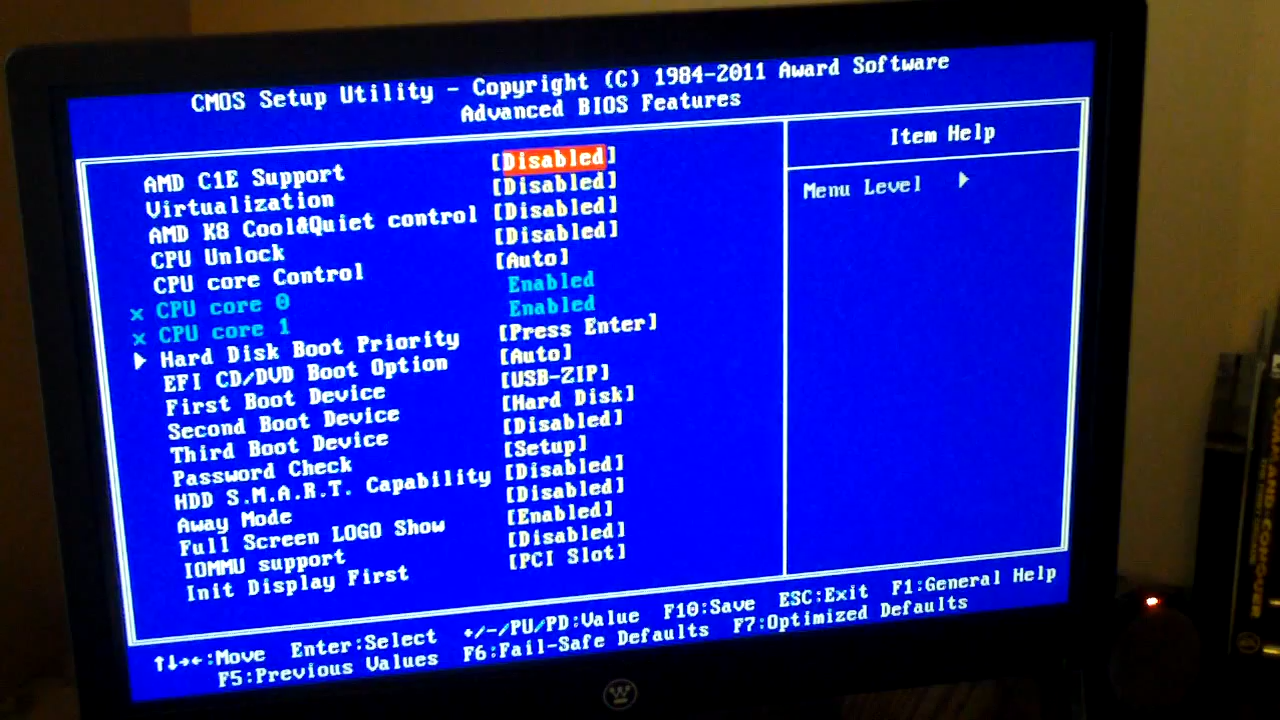 CMOS Setup Utility - Copyright (C) 1984-2011 Award Software
Advanced BIOS Features
AMD C1E Support [Disabled]
Virtualization [Disabled]
AMD K8 Cool&Quiet control [Disabled]
CPU Unlock [Disabled]
CPU core Control [Auto]
x CPU core 0 Enabled
x CPU core 1 Enabled
Hard Disk Boot Priority [Press Enter]
EFI CD/DVD Boot Option [Auto]
First Boot Device [USB-ZIP]
Second Boot Device [Hard Disk]
Third Boot Device [Disabled]
Password Check [Setup]
HDD S.M.A.R.T. Capability [Disabled]
Away Mode [Disabled]
Full Screen LOGO Show [Enabled]
IOMMU support [Disabled]
Init Display First [PCI Slot]
Item Help
Menu Level ▶
↑↓→←:Move Enter:Select +/-/PU/PD:Value F10:Save ESC:Exit F1:General Help
F5:Previous Values F6:Fail-Safe Defaults F7:Optimized Defaults
COMMAND-CONQUER